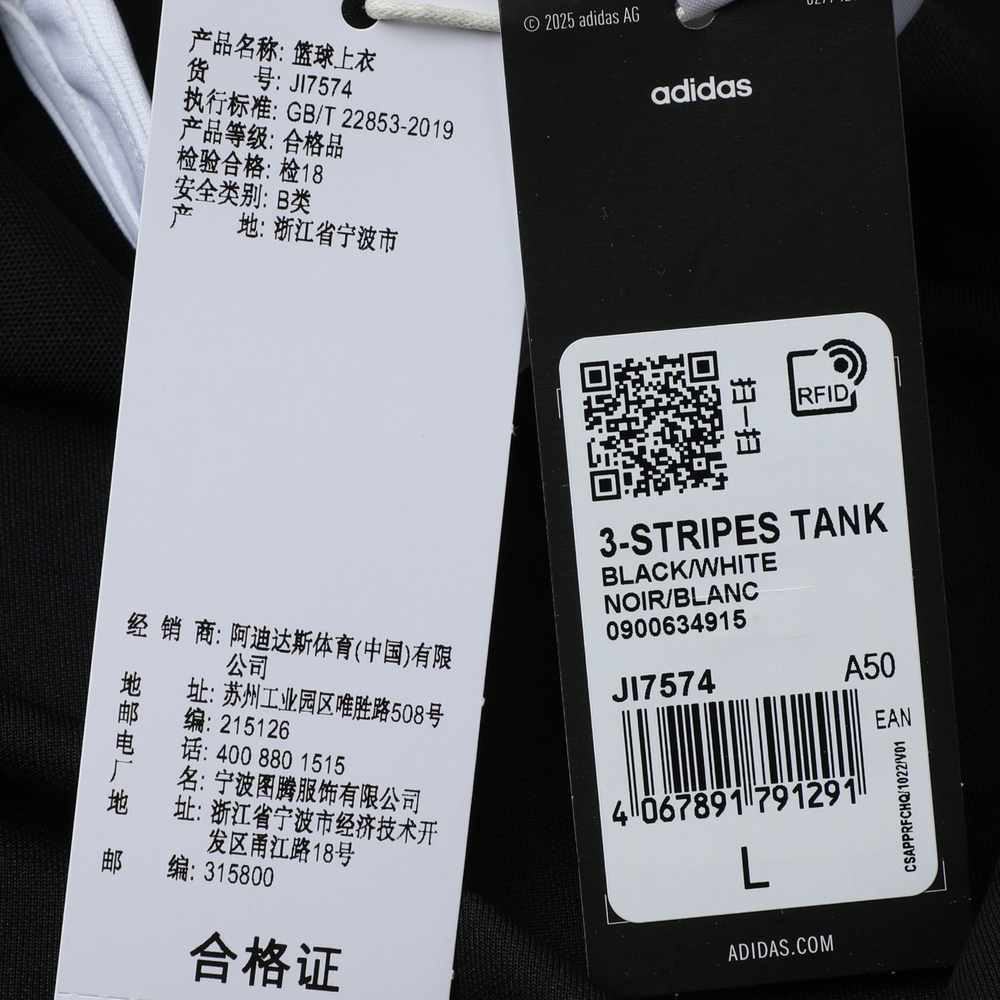 产品名称: 篮球上衣
货 号: JI7574
执行标准: GB/T 22853-2019
产品等级: 合格品
检验合格: 检18
安全类别: B类
产 地: 浙江省宁波市
经 销 商: 阿迪达斯体育(中国)有限
公司
地 址: 苏州工业园区唯胜路508号
邮 编: 215126
电 话: 400 880 1515
厂 名: 宁波图腾服饰有限公司
地 址: 浙江省宁波市经济技术开
发区甬江路18号
邮 编: 315800
合格证
© 2025 adidas AG
adidas
扫一扫
RFID
3-STRIPES TANK
BLACK/WHITE
NOIR/BLANC
0900634915
JI7574 A50
EAN
4 067891 791291
CSAPPRFCHQ/1022/V01
L
ADIDAS.COM